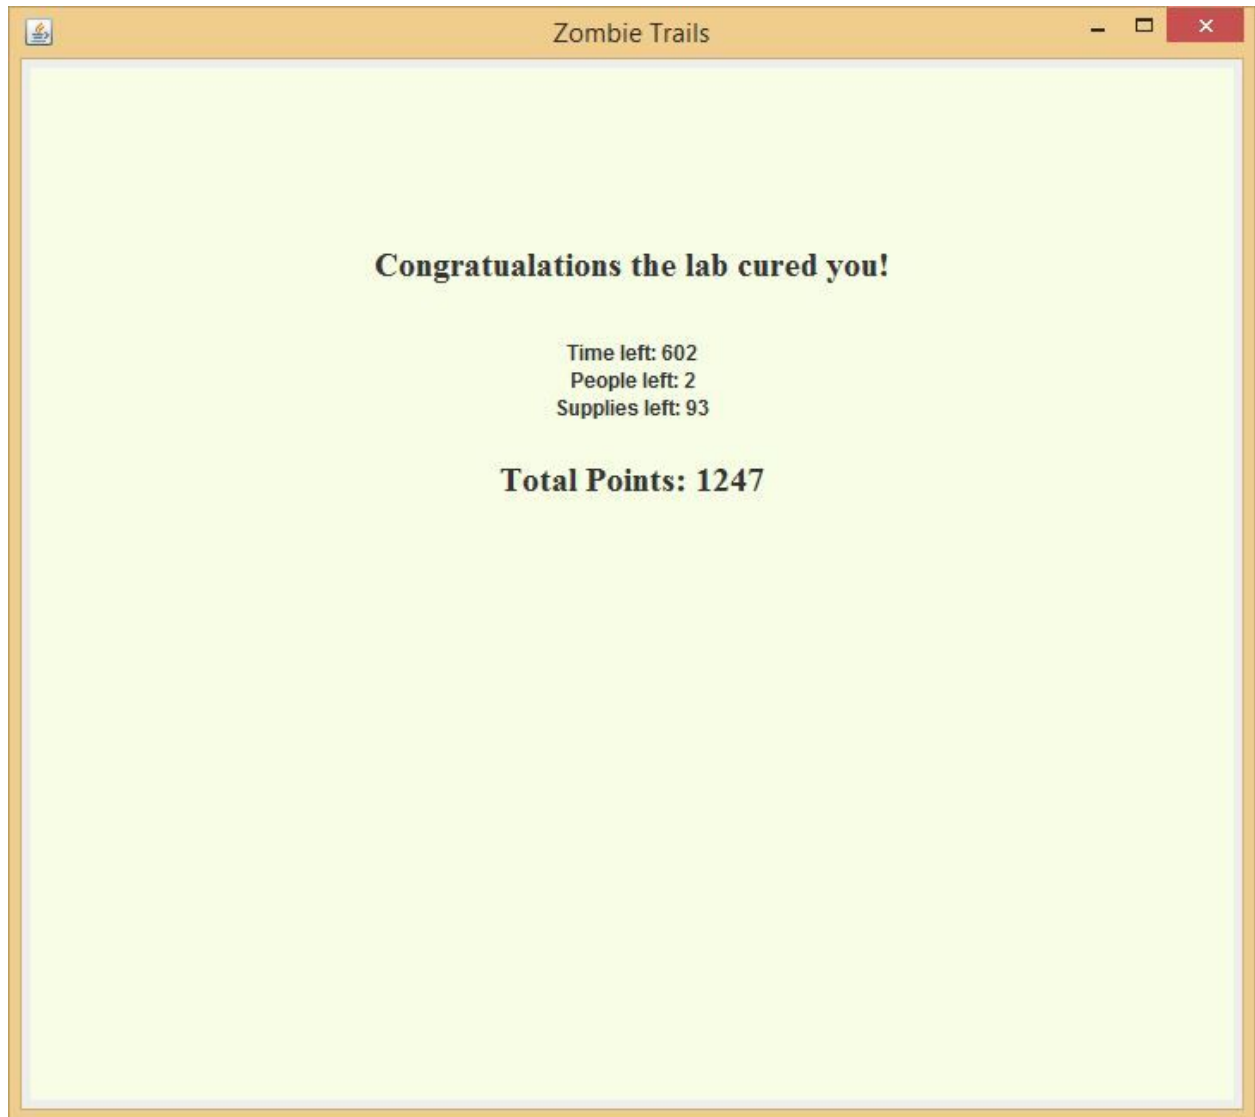 Zombie Trails
Congratualations the lab cured you!
Time left: 602
People left: 2
Supplies left: 93
Total Points: 1247